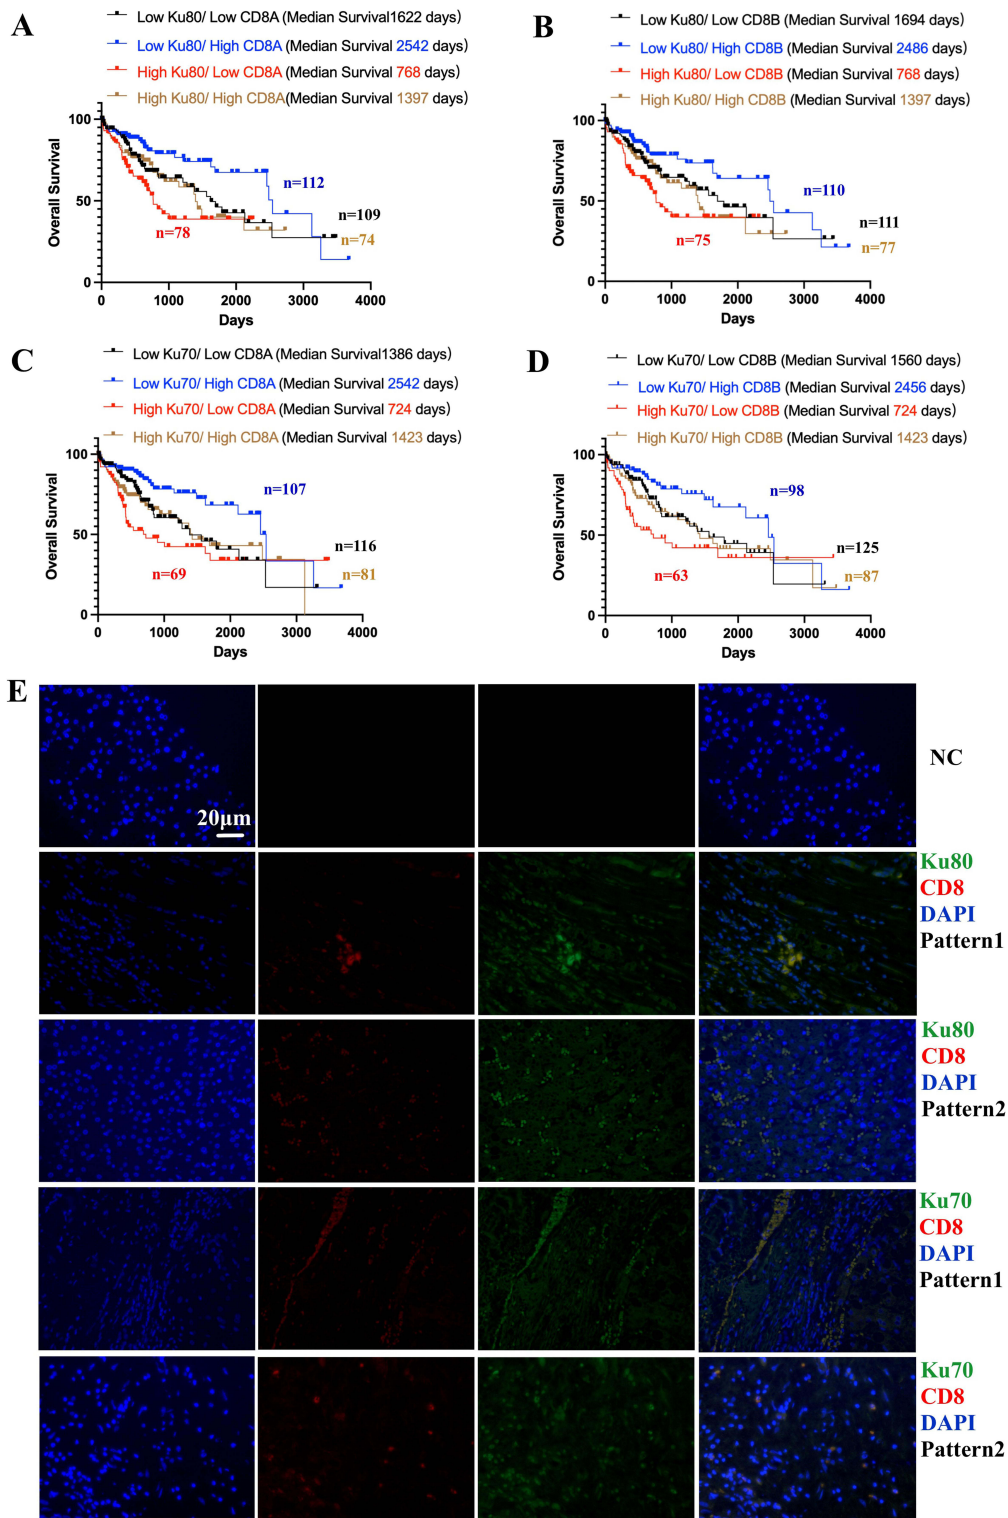 A
Low Ku80/ Low CD8A (Median Survival1622 days)
Low Ku80/ High CD8A (Median Survival 2542 days)
High Ku80/ Low CD8A (Median Survival 768 days)
High Ku80/ High CD8A(Median Survival 1397 days)
Overall Survival
100
50
0
n=112
n=109
n=78
n=74
0 1000 2000 3000 4000
Days
B
Low Ku80/ Low CD8B (Median Survival 1694 days)
Low Ku80/ High CD8B (Median Survival 2486 days)
High Ku80/ Low CD8B (Median Survival 768 days)
High Ku80/ High CD8B (Median Survival 1397 days)
Overall Survival
100
50
0
n=110
n=111
n=75
n=77
0 1000 2000 3000 4000
Days
C
Low Ku70/ Low CD8A (Median Survival1386 days)
Low Ku70/ High CD8A (Median Survival 2542 days)
High Ku70/ Low CD8A (Median Survival 724 days)
High Ku70/ High CD8A (Median Survival 1423 days)
Overall Survival
100
50
0
n=107
n=116
n=69
n=81
0 1000 2000 3000 4000
Days
D
Low Ku70/ Low CD8B (Median Survival 1560 days)
Low Ku70/ High CD8B (Median Survival 2456 days)
High Ku70/ Low CD8B (Median Survival 724 days)
High Ku70/ High CD8B (Median Survival 1423 days)
Overall Survival
100
50
0
n=98
n=125
n=63
n=87
0 1000 2000 3000 4000
Days
E
20μm
NC
Ku80
CD8
DAPI
Pattern1
Ku80
CD8
DAPI
Pattern2
Ku70
CD8
DAPI
Pattern1
Ku70
CD8
DAPI
Pattern2